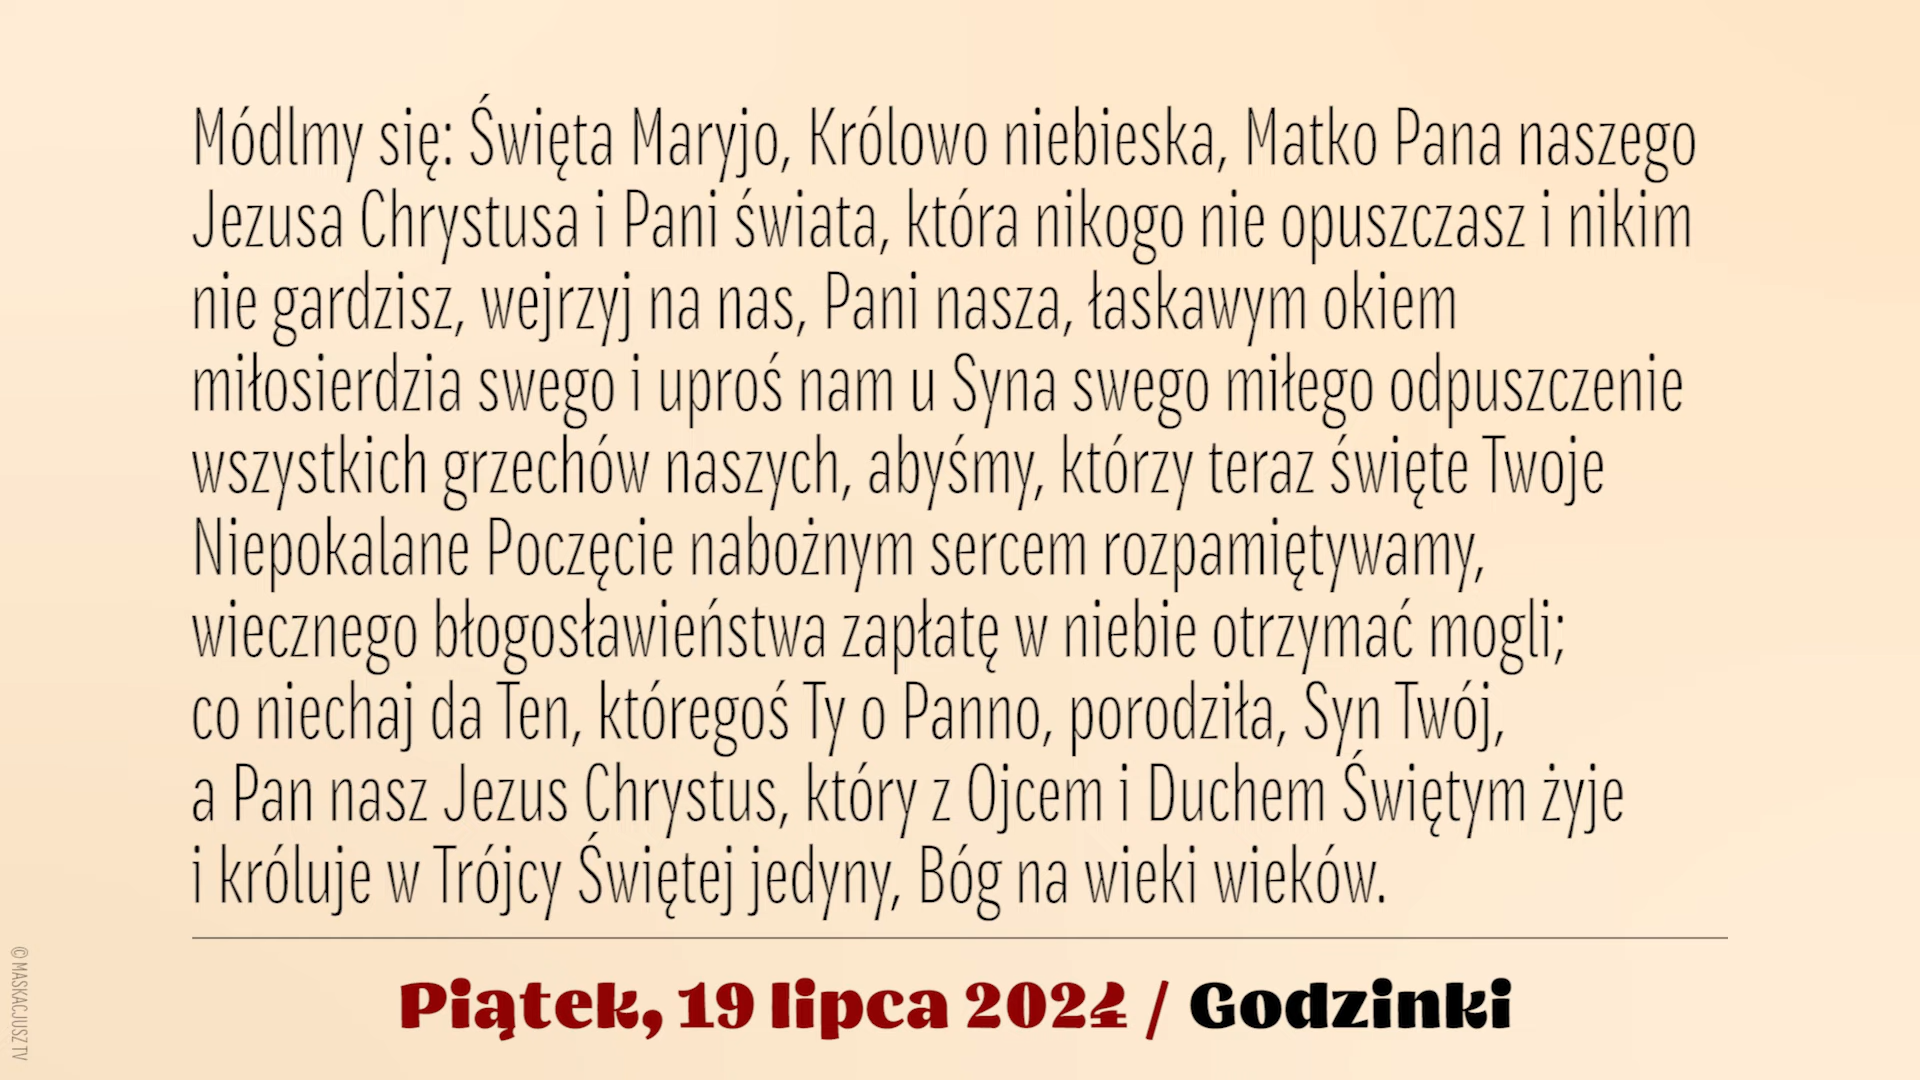 Módlmy się: Święta Maryjo, Królowo niebieska, Matko Pana naszego
Jezusa Chrystusa i Pani świata, która nikogo nie opuszczasz i nikim
nie gardzisz, wejrzyj na nas, Pani nasza, łaskawym okiem
miłosierdzia swego i uproś nam u Syna swego miłego odpuszczenie
wszystkich grzechów naszych, abyśmy, którzy teraz święte Twoje
Niepokalane Poczęcie nabożnym sercem rozpamiętywamy,
wiecznego błogosławieństwa zapłatę w niebie otrzymać mogli;
co niechaj da Ten, któregoś Ty o Panno, porodziła, Syn Twój,
a Pan nasz Jezus Chrystus, który z Ojcem i Duchem Świętym żyje
i króluje w Trójcy Świętej jedyny, Bóg na wieki wieków.
Piątek, 19 lipca 2024 / Godzinki
© MASKACJUSZ TV